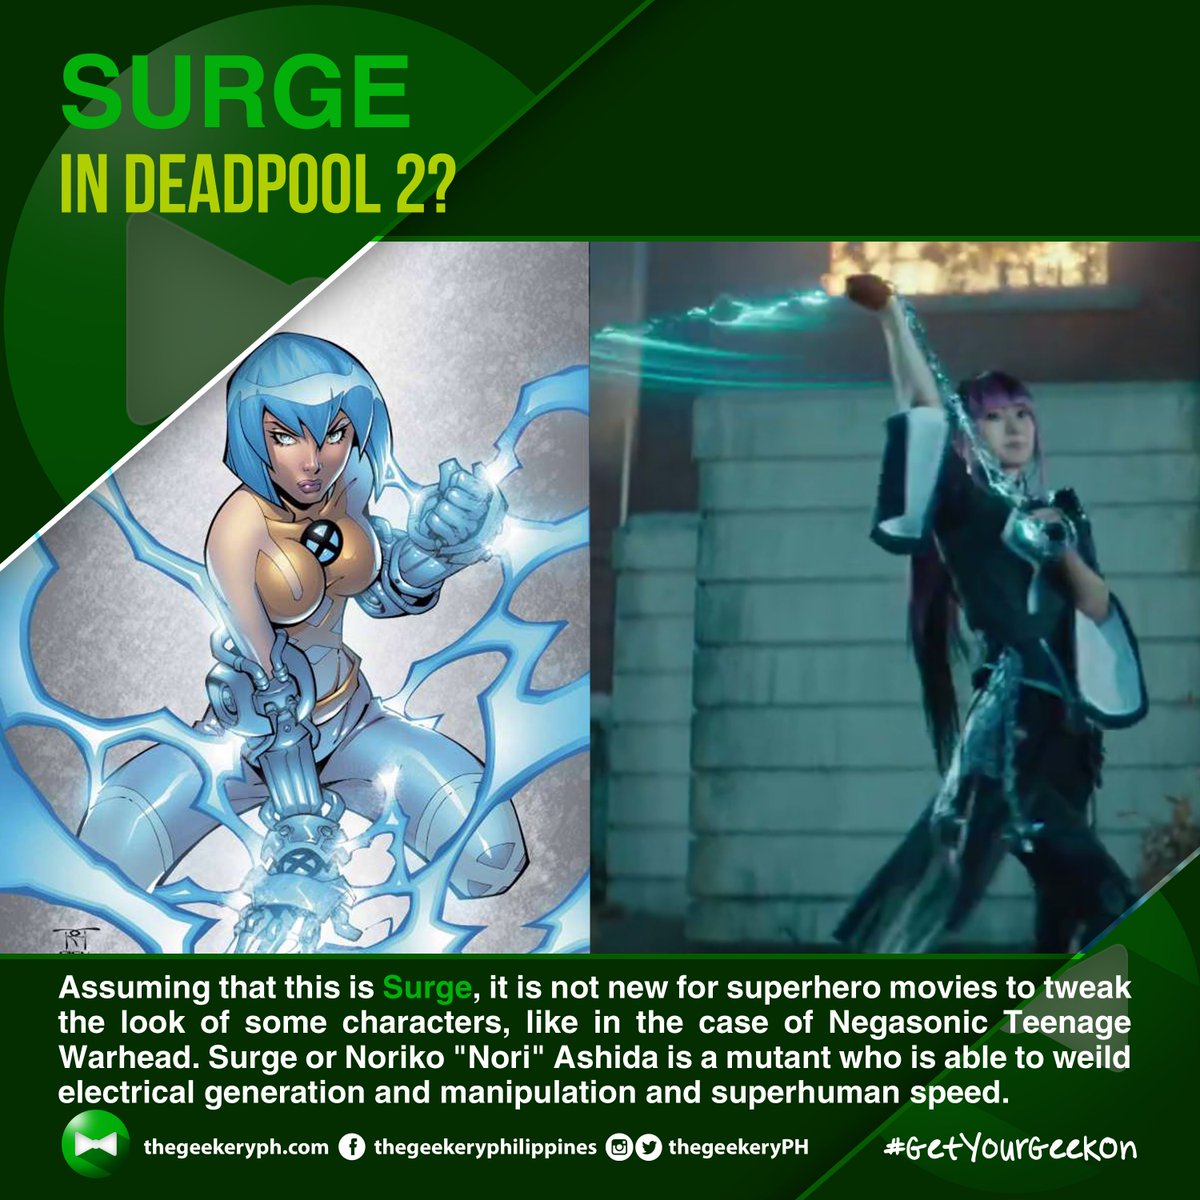 SURGE
IN DEADPOOL 2?
Assuming that this is Surge, it is not new for superhero movies to tweak
the look of some characters, like in the case of Negasonic Teenage
Warhead. Surge or Noriko "Nori" Ashida is a mutant who is able to weild
electrical generation and manipulation and superhuman speed.
thegeekeryph.com thegeekeryphilippines thegeekeryPH #GetYourGeekOn